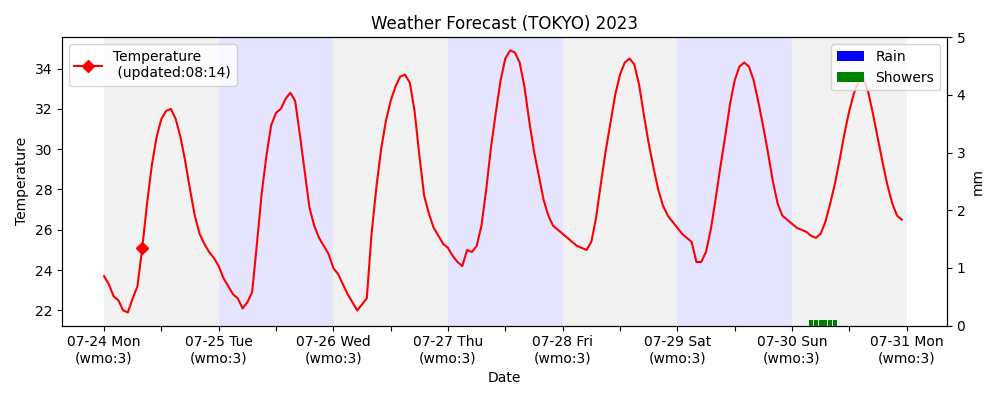 Weather Forecast (TOKYO) 2023
Temperature
(updated:08:14)
Rain
Showers
Temperature
34
32
30
28
26
24
22
5
4
3
2
1
0
mm
07-24 Mon 07-25 Tue 07-26 Wed 07-27 Thu 07-28 Fri 07-29 Sat 07-30 Sun 07-31 Mon
(wmo:3) (wmo:3) (wmo:3) (wmo:3) (wmo:3) (wmo:3) (wmo:3) (wmo:3)
Date